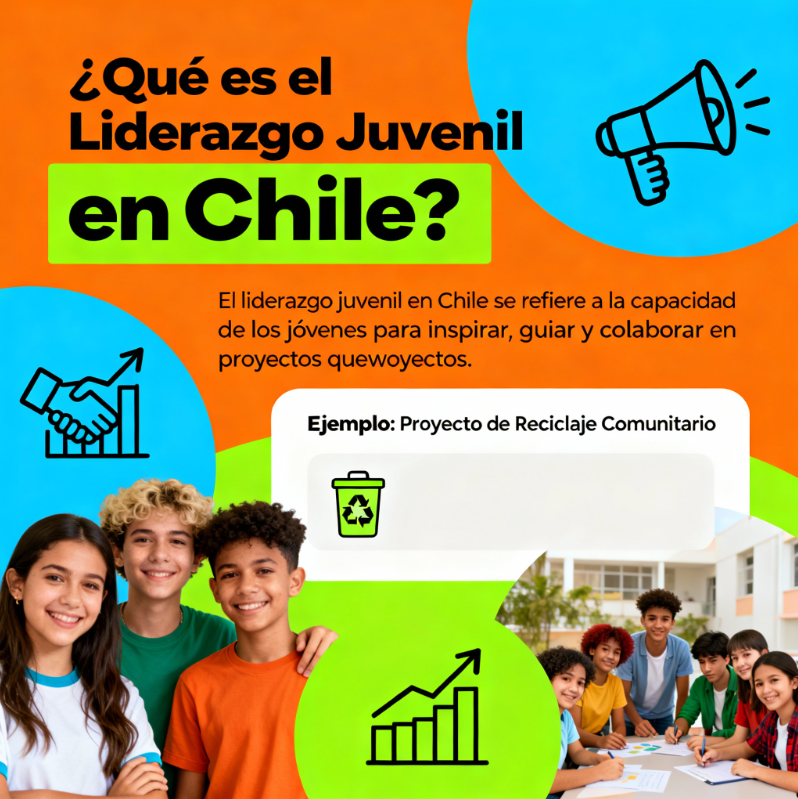 ¿Qué es el
Liderazgo Juvenil
en Chile?
El liderazgo juvenil en Chile se refiere a la capacidad
de los jóvenes para inspirar, guiar y colaborar en
proyectos quewoyectos.
Ejemplo: Proyecto de Reciclaje Comunitario